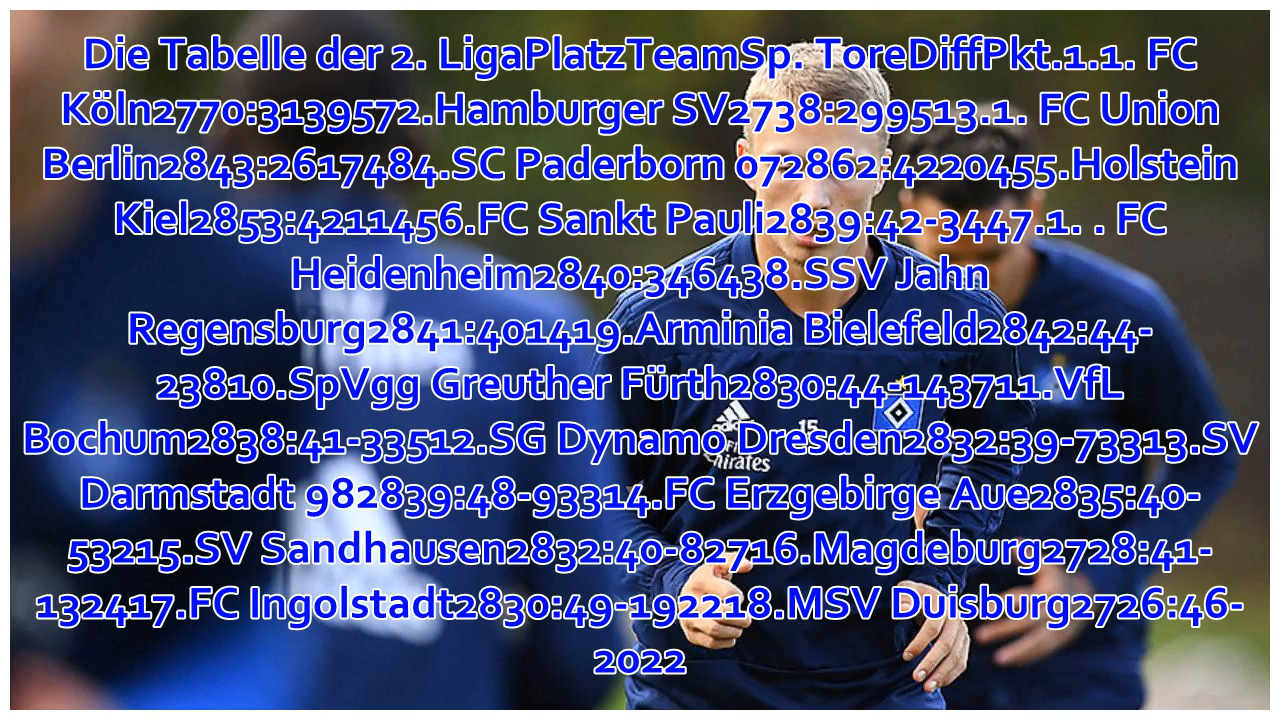 Die Tabelle der 2. LigaPlatzTeamSp. ToreDiffPkt.1.1. FC
Köln2770:3139572.Hamburger SV2738:299513.1. FC Union
Berlin2843:2617484.SC Paderborn 072862:4220455.Holstein
Kiel2853:4211456.FC Sankt Pauli2839:42-3447.1. . FC
Heidenheim2840:346438.SSV Jahn
Regensburg2841:401419.Arminia Bielefeld2842:44-
23810.SpVgg Greuther Fürth2830:44-143711.VfL
Bochum2838:41-33512.SG Dynamo Dresden2832:39-73313.SV
Darmstadt 982839:48-93314.FC Erzgebirge Aue2835:40-
53215.SV Sandhausen2832:40-82716.Magdeburg2728:41-
132417.FC Ingolstadt2830:49-192218.MSV Duisburg2726:46-
2022
adidas
15
Emirates